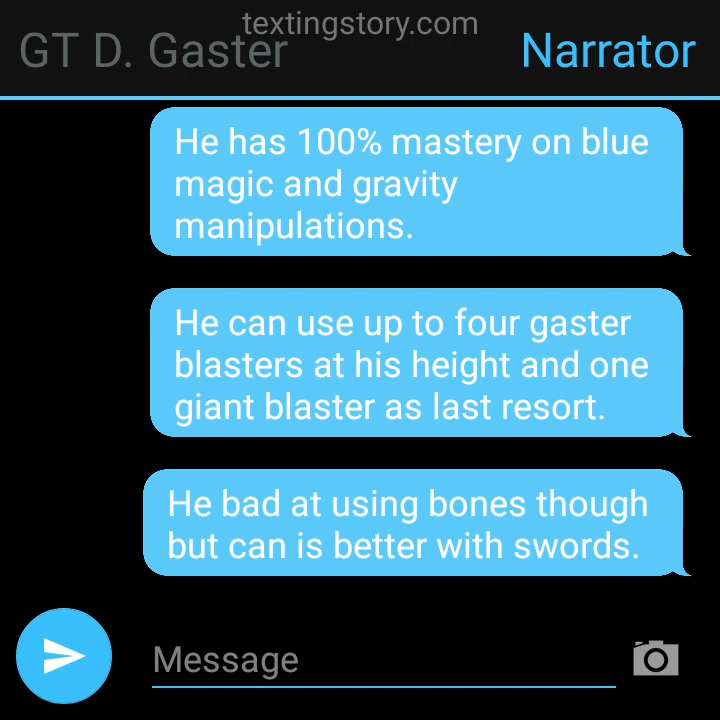 textingstory.com
GT D. Gaster
Narrator
He has 100% mastery on blue
magic and gravity
manipulations.
He can use up to four gaster
blasters at his height and one
giant blaster as last resort.
He bad at using bones though
but can is better with swords.
Message